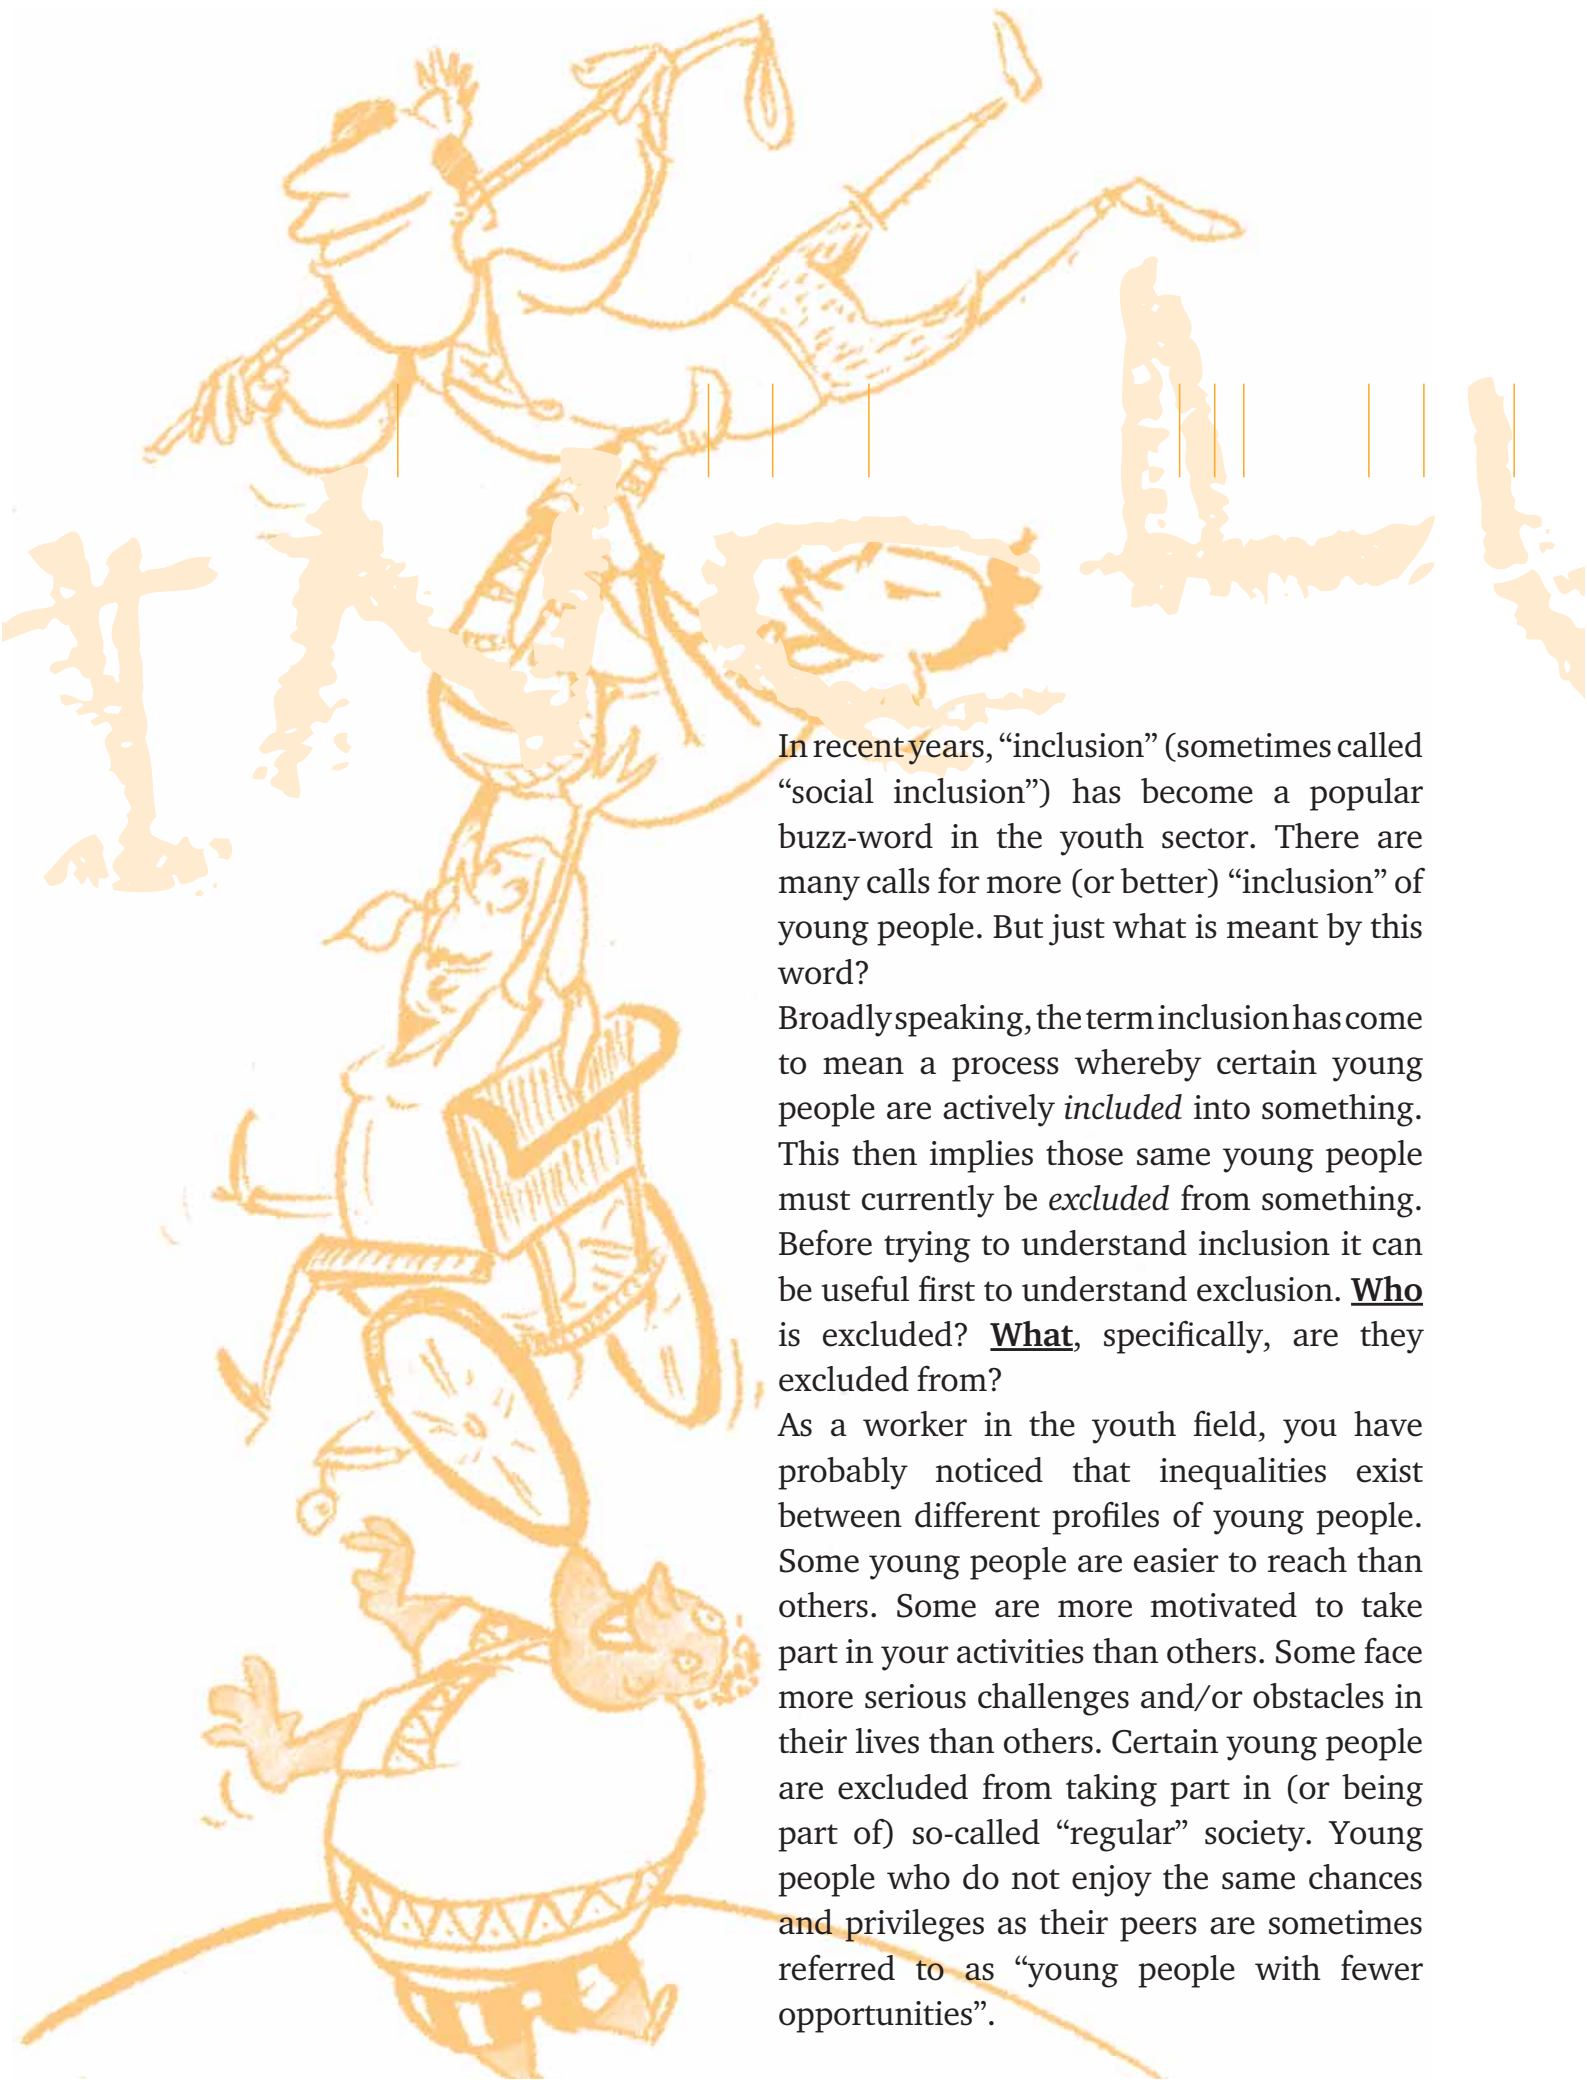 INCLU
In recent years, “inclusion” (sometimes called
“social inclusion”) has become a popular
buzz-word in the youth sector. There are
many calls for more (or better) “inclusion” of
young people. But just what is meant by this
word?
Broadly speaking, the term inclusion has come
to mean a process whereby certain young
people are actively included into something.
This then implies those same young people
must currently be excluded from something.
Before trying to understand inclusion it can
be useful first to understand exclusion. Who
is excluded? What, specifically, are they
excluded from?
As a worker in the youth field, you have
probably noticed that inequalities exist
between different profiles of young people.
Some young people are easier to reach than
others. Some are more motivated to take
part in your activities than others. Some face
more serious challenges and/or obstacles in
their lives than others. Certain young people
are excluded from taking part in (or being
part of) so-called “regular” society. Young
people who do not enjoy the same chances
and privileges as their peers are sometimes
referred to as “young people with fewer
opportunities”.